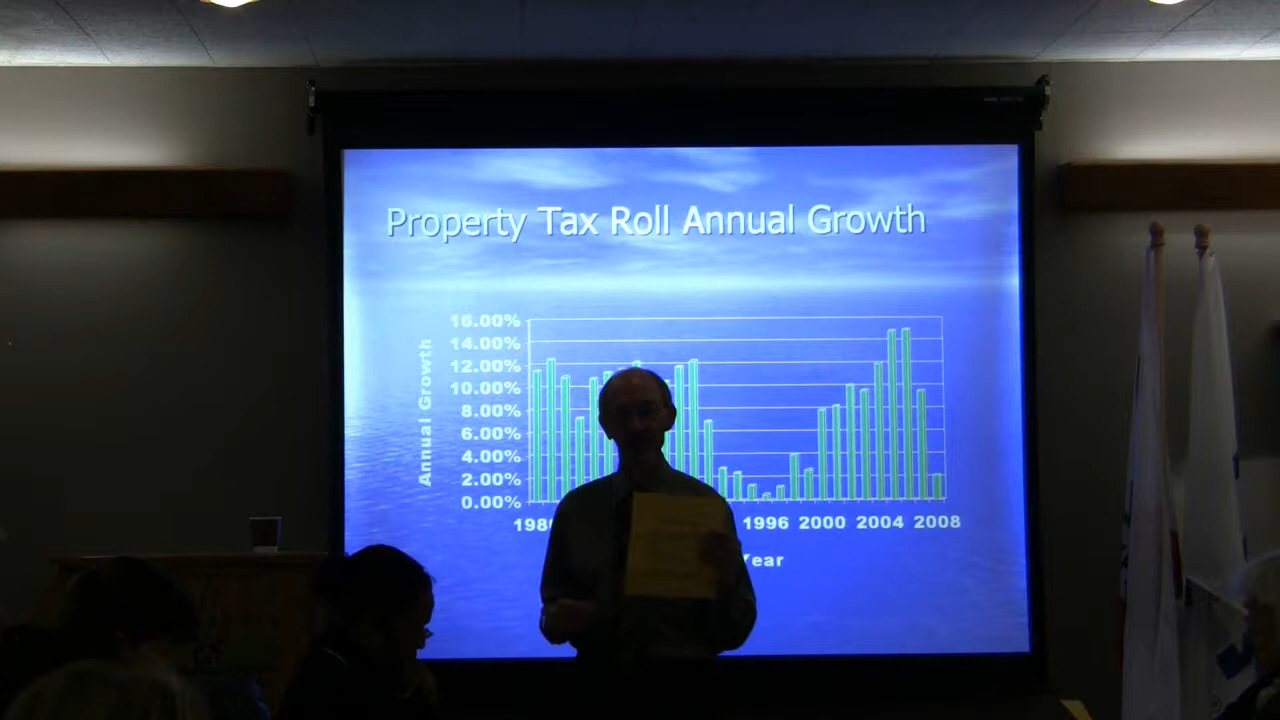 Property Tax Roll Annual Growth
16.00%
14.00%
12.00%
10.00%
8.00%
6.00%
4.00%
2.00%
0.00%
Annual Growth
1996 2000 2004 2008
Year